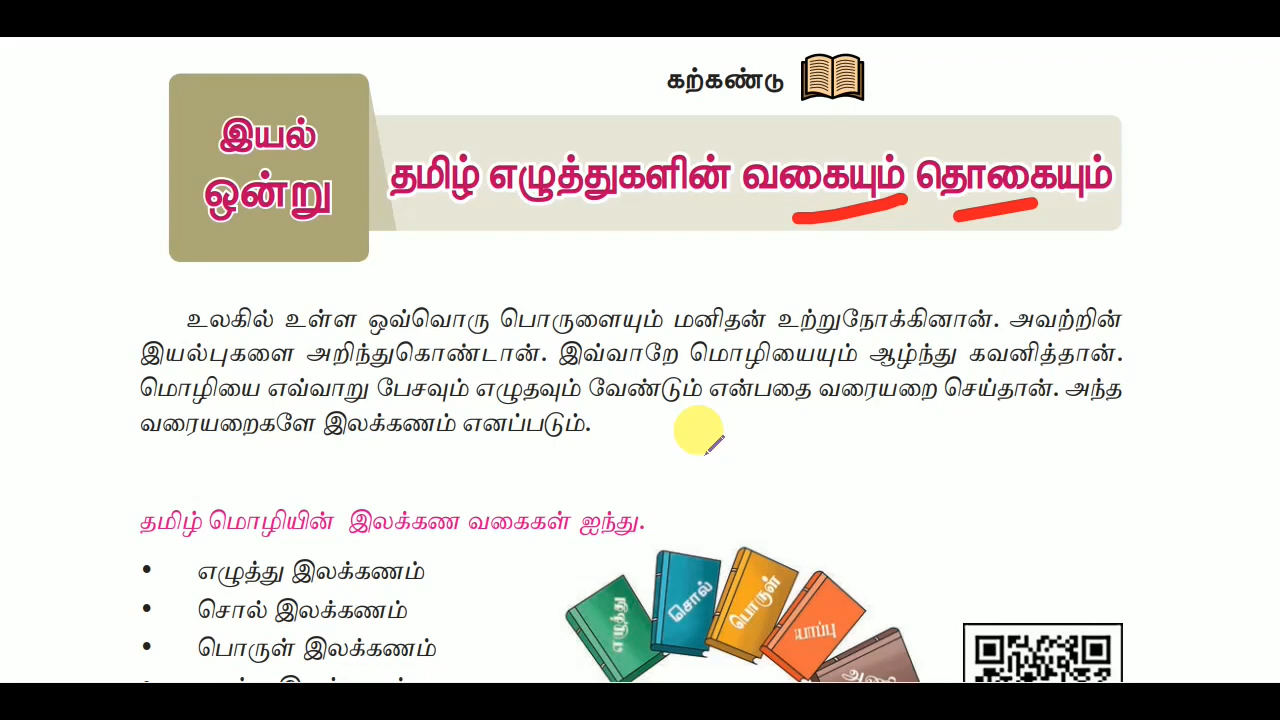 கற்கண்டு
இயல்
ஒன்று
தமிழ் எழுத்துகளின் வகையும் தொகையும்
உலகில் உள்ள ஒவ்வொரு பொருளையும் மனிதன் உற்றுநோக்கினான். அவற்றின்
இயல்புகளை அறிந்துகொண்டான். இவ்வாறே மொழியையும் ஆழ்ந்து கவனித்தான்.
மொழியை எவ்வாறு பேசவும் எழுதவும் வேண்டும் என்பதை வரையறை செய்தான். அந்த
வரையறைகளே இலக்கணம் எனப்படும்.
தமிழ் மொழியின் இலக்கண வகைகள் ஐந்து.
• எழுத்து இலக்கணம்
• சொல் இலக்கணம்
• பொருள் இலக்கணம்
எழுத்து
சொல்
பொருள்
யாப்பு